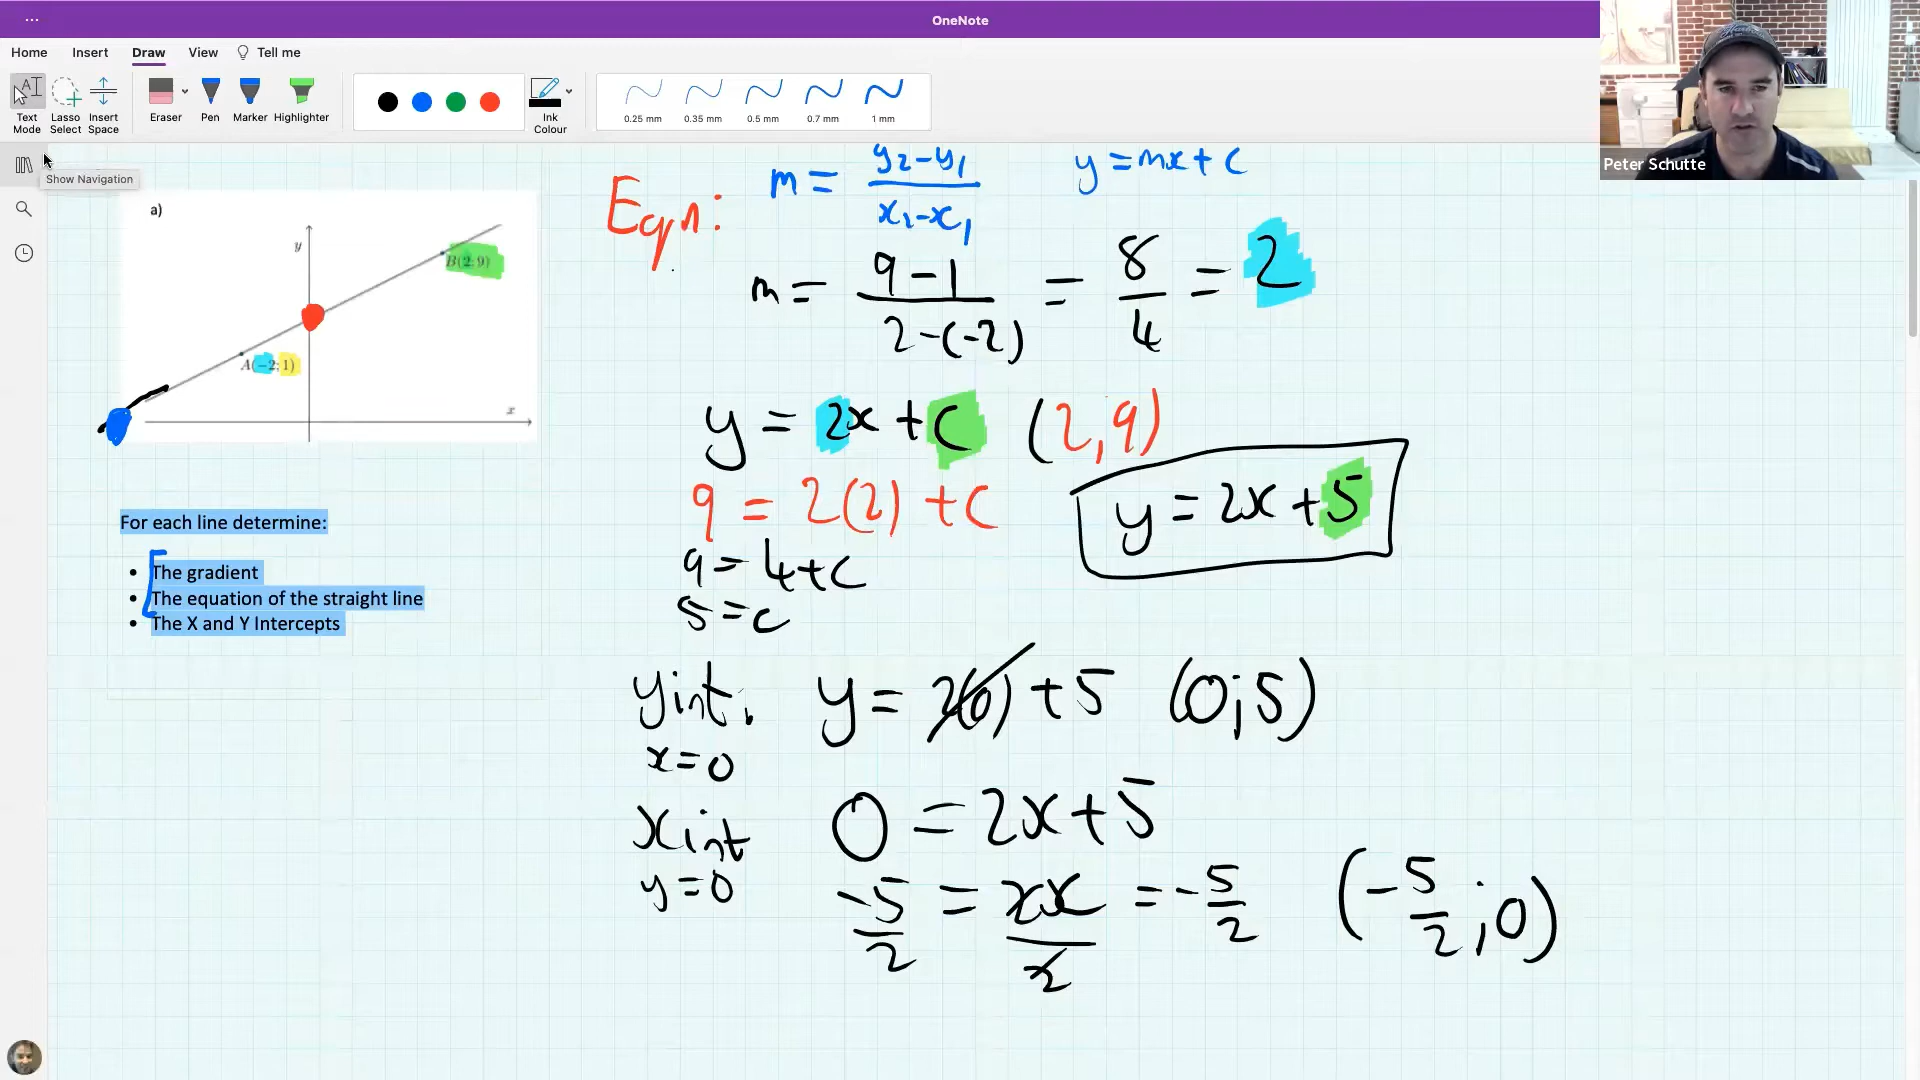 OneNote
Home Insert Draw View Tell me
Text Mode
Lasso Select
Insert Space
Eraser
Pen
Marker
Highlighter
Ink Colour
0.25 mm
0.35 mm
0.5 mm
0.7 mm
1 mm
Peter Schutte
Show Navigation
a)
y
B(2; 9)
A(−2; 1)
x
For each line determine:
• The gradient
• The equation of the straight line
• The X and Y Intercepts
Eqn:
m = (y2−y1)/(x2−x1) y = mx + c
m = (9−1)/(2−(−2)) = 8/4 = 2
y = 2x + c (2,9)
9 = 2(2) + c
y = 2x + 5
9 = 4+c
5 = c
y int. y = 2(0) + 5 (0;5)
x = 0
x int 0 = 2x + 5
y = 0 −5/2 = 2x/2 = −5/2 (−5/2 ; 0)